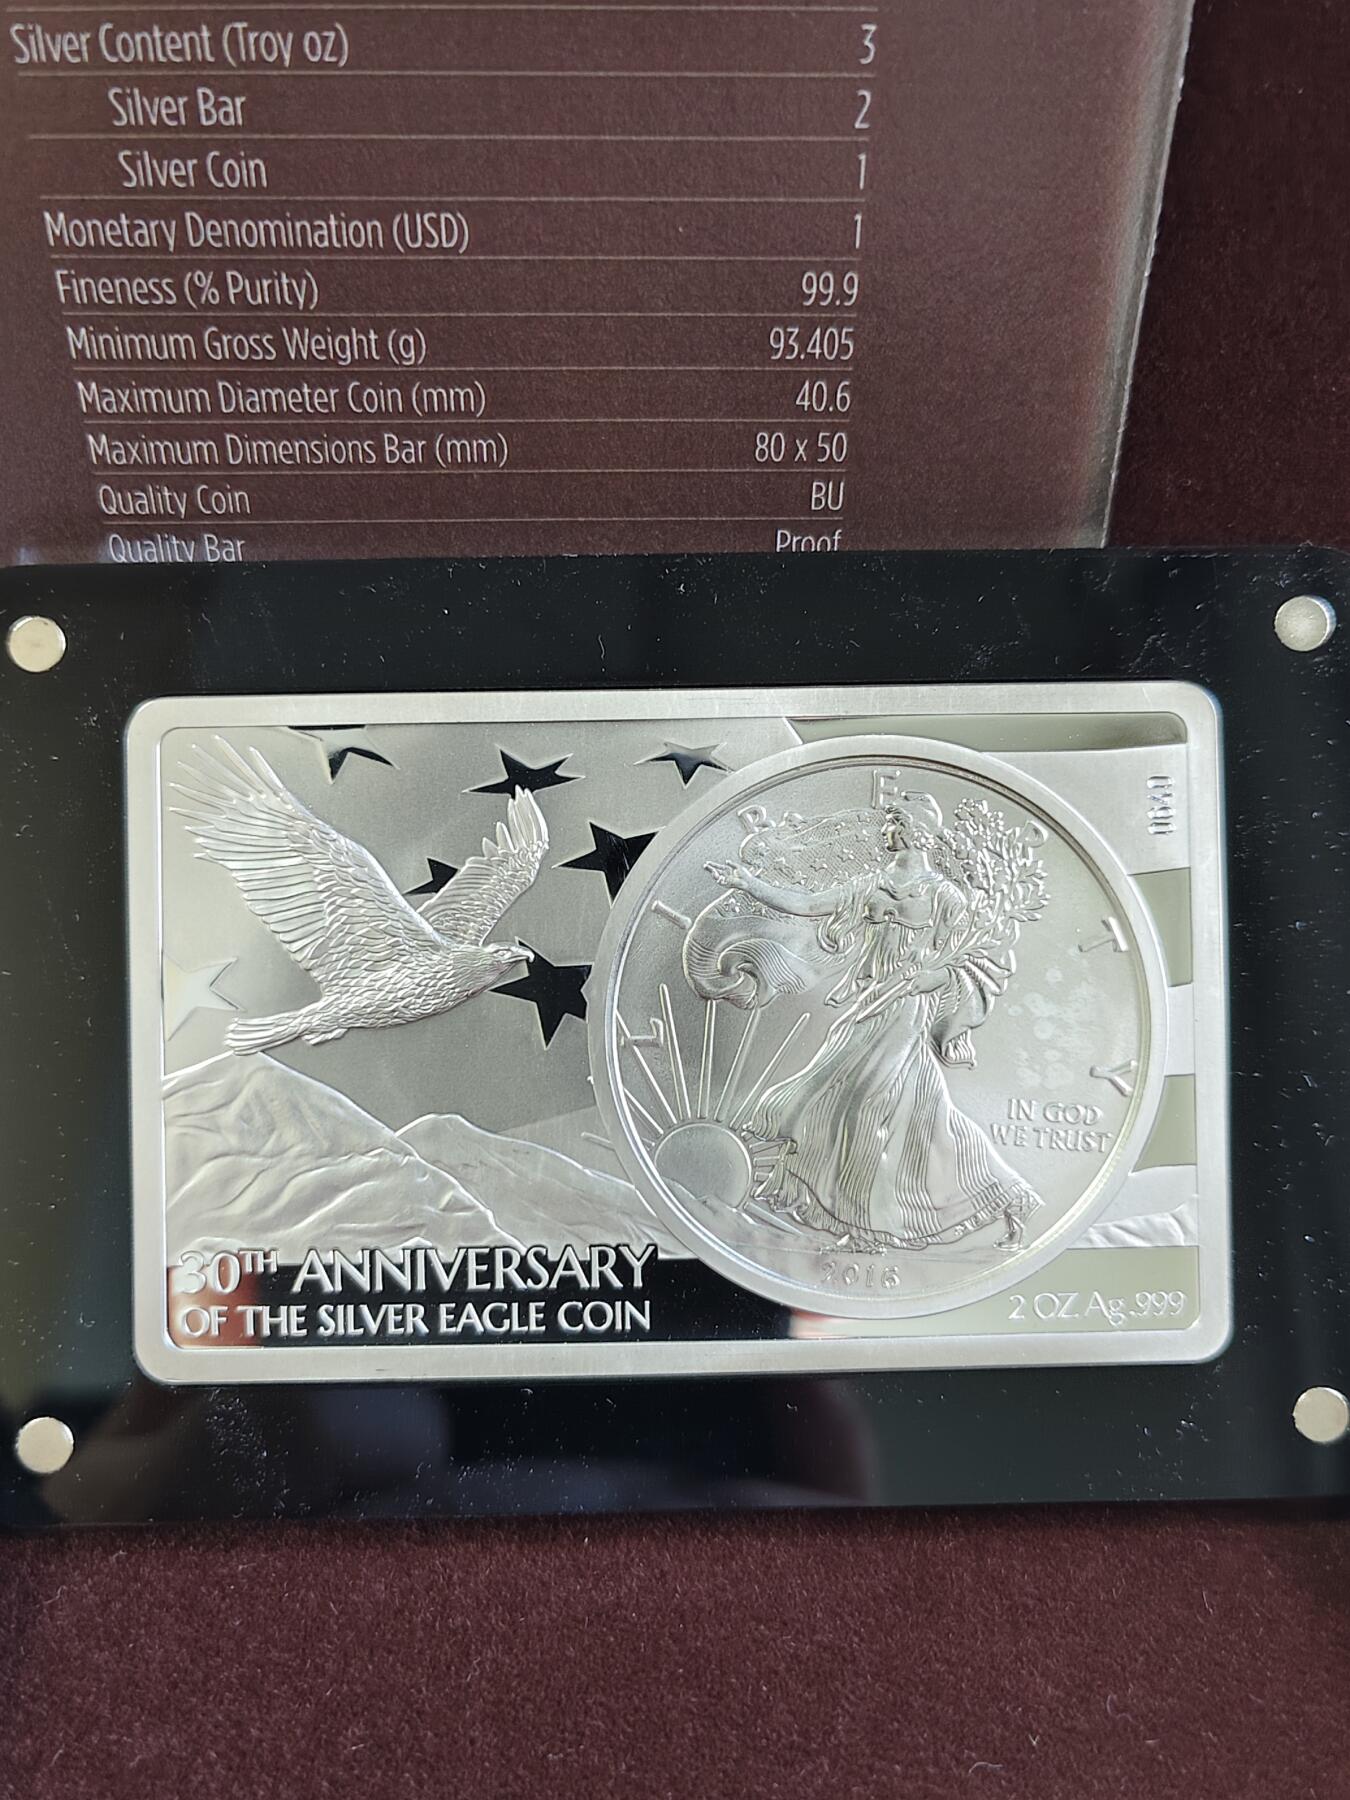 Silver Content (Troy oz) 3
Silver Bar 2
Silver Coin 1
Monetary Denomination (USD) 1
Fineness (% Purity) 99.9
Minimum Gross Weight (g) 93.405
Maximum Diameter Coin (mm) 40.6
Maximum Dimensions Bar (mm) 80 x 50
Quality Coin BU
Quality Bar Proof
LIBERTY
IN GOD
WE TRUST
2016
30TH ANNIVERSARY
OF THE SILVER EAGLE COIN
2 OZ Ag .999